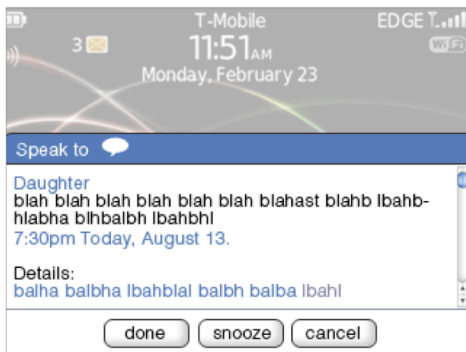 T-Mobile
EDGE
3
11:51AM
WiFi
Monday, February 23
Speak to
Daughter
blah blah blah blah blah blah blahast blahb lbahb-
hlabha blhbalbh lbahbhl
7:30pm Today, August 13.
Details:
balha balbha lbahblal balbh balba lbahl
done
snooze
cancel